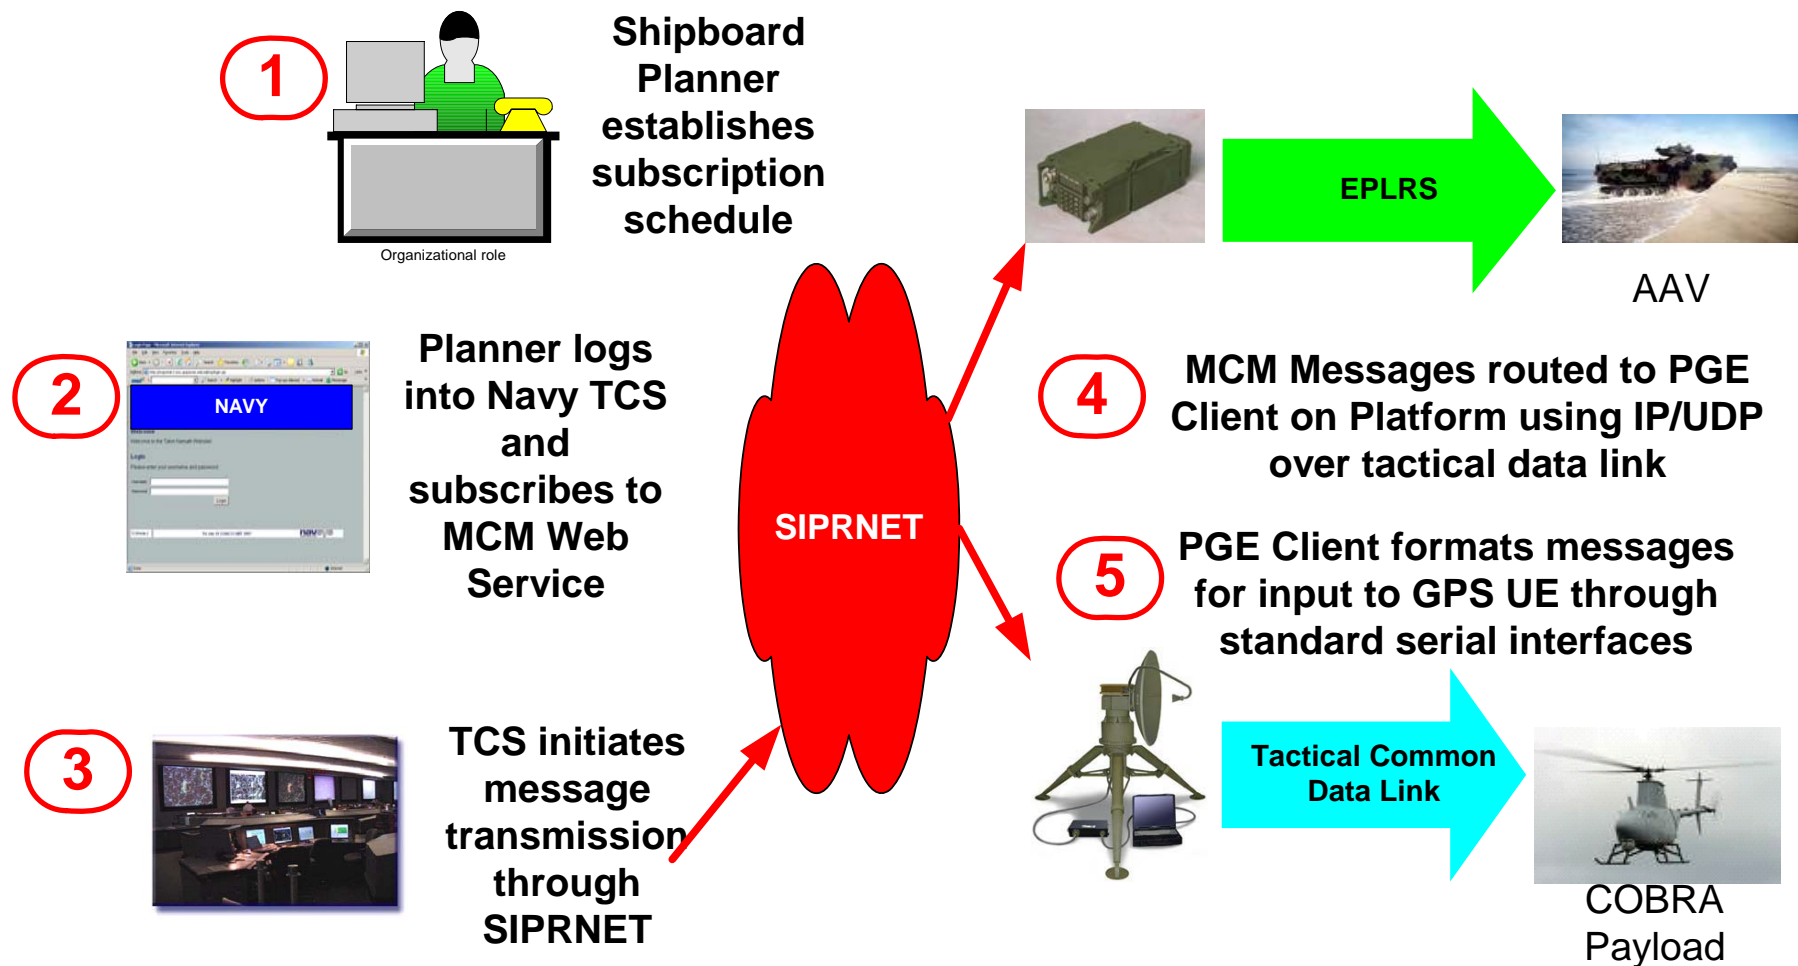 1
Shipboard
Planner
establishes
subscription
schedule
Organizational role
2
NAVY
Login
Planner logs
into Navy TCS
and
subscribes to
MCM Web
Service
3
TCS initiates
message
transmission
through
SIPRNET
SIPRNET
EPLRS
AAV
4
MCM Messages routed to PGE
Client on Platform using IP/UDP
over tactical data link
5
PGE Client formats messages
for input to GPS UE through
standard serial interfaces
Tactical Common
Data Link
COBRA
Payload